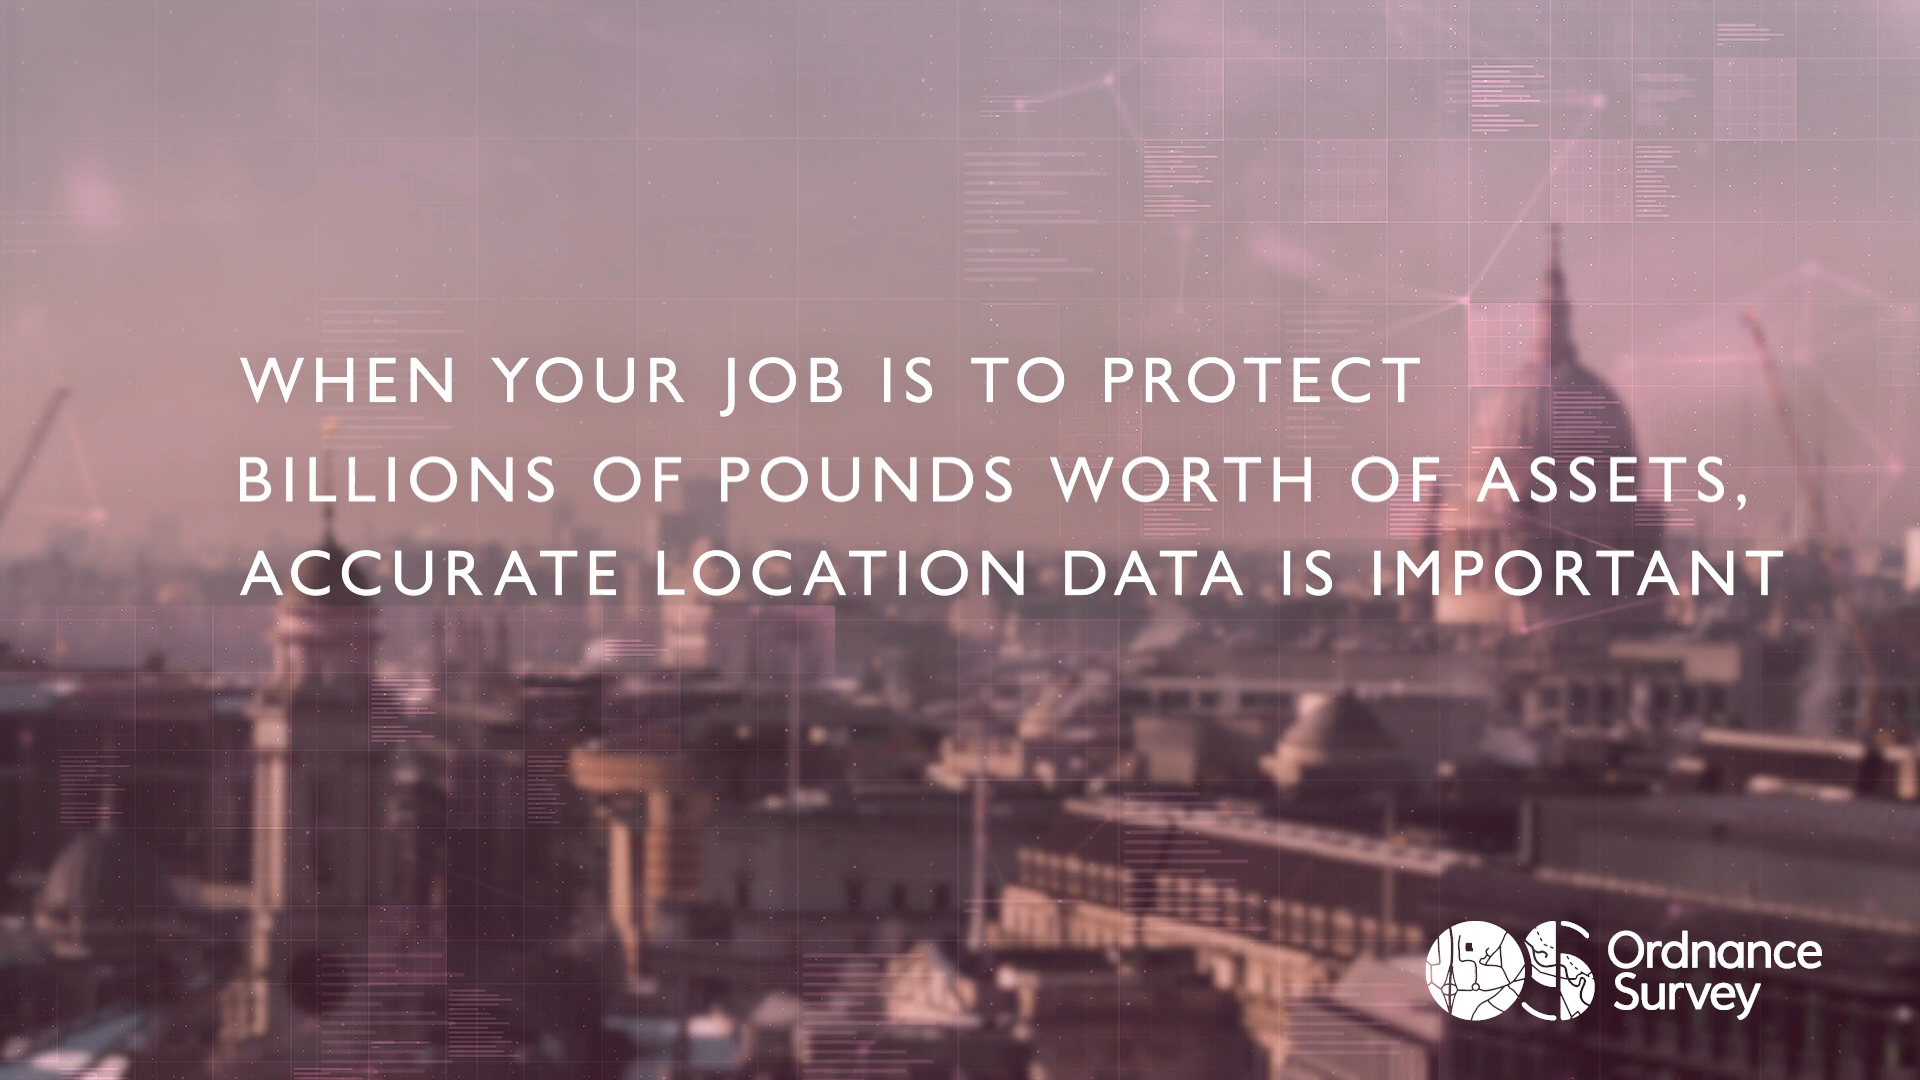 WHEN YOUR JOB IS TO PROTECT
BILLIONS OF POUNDS WORTH OF ASSETS,
ACCURATE LOCATION DATA IS IMPORTANT
Ordnance
Survey